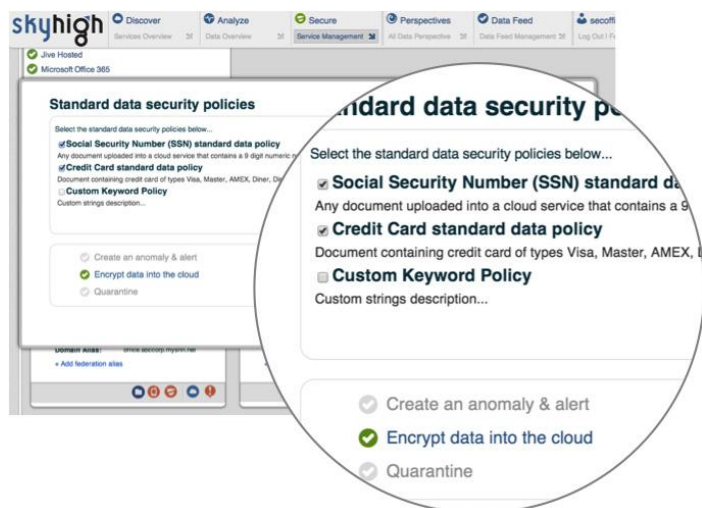 skyhigh
Discover
Services Overview
Analyze
Data Overview
Secure
Service Management
Perspectives
All Data Perspective
Data Feed
Data Feed Management
secoffi
Log Out | F
Jive Hosted
Microsoft Office 365
Standard data security policies
Select the standard data security policies below...
Social Security Number (SSN) standard data policy
Any document uploaded into a cloud service that contains a 9 digit numeric n
Credit Card standard data policy
Document containing credit card of types Visa, Master, AMEX, Diner, Dis
Custom Keyword Policy
Custom strings description...
Create an anomaly & alert
Encrypt data into the cloud
Quarantine
Domain Alias:
+ Add federation alias
ndard data security po
Select the standard data security policies below...
Social Security Number (SSN) standard da
Any document uploaded into a cloud service that contains a 9
Credit Card standard data policy
Document containing credit card of types Visa, Master, AMEX, D
Custom Keyword Policy
Custom strings description...
Create an anomaly & alert
Encrypt data into the cloud
Quarantine